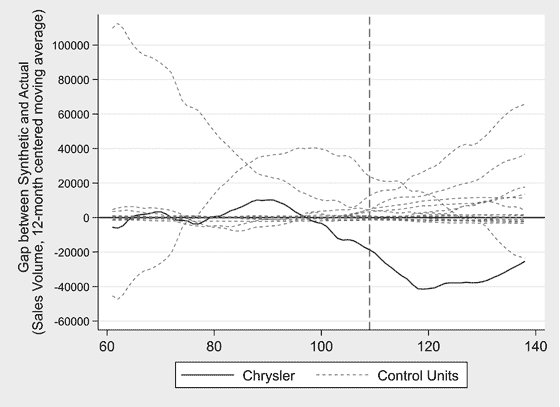 Gap between Synthetic and Actual
(Sales Volume, 12-month centered moving average)
100000
80000
60000
40000
20000
0
-20000
-40000
-60000
60 80 100 120 140
Chrysler Control Units